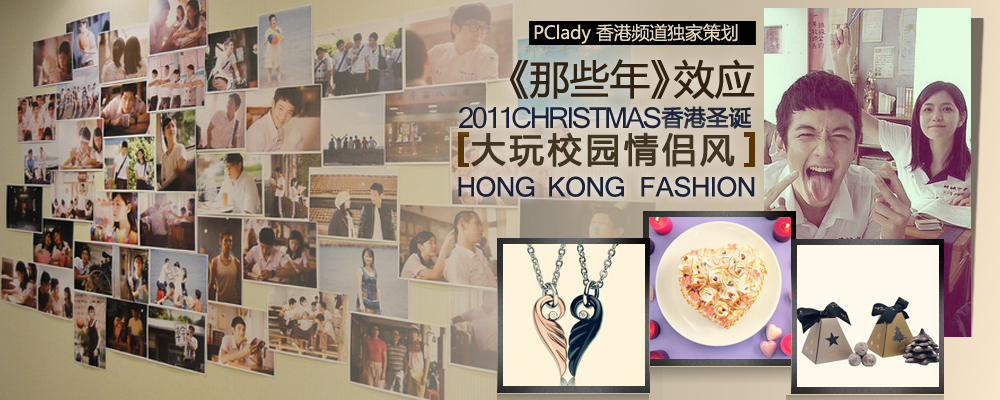 PClady 香港频道独家策划
《那些年》效应
2011CHRISTMAS香港圣诞
[大玩校园情侣风]
HONG KONG FASHION